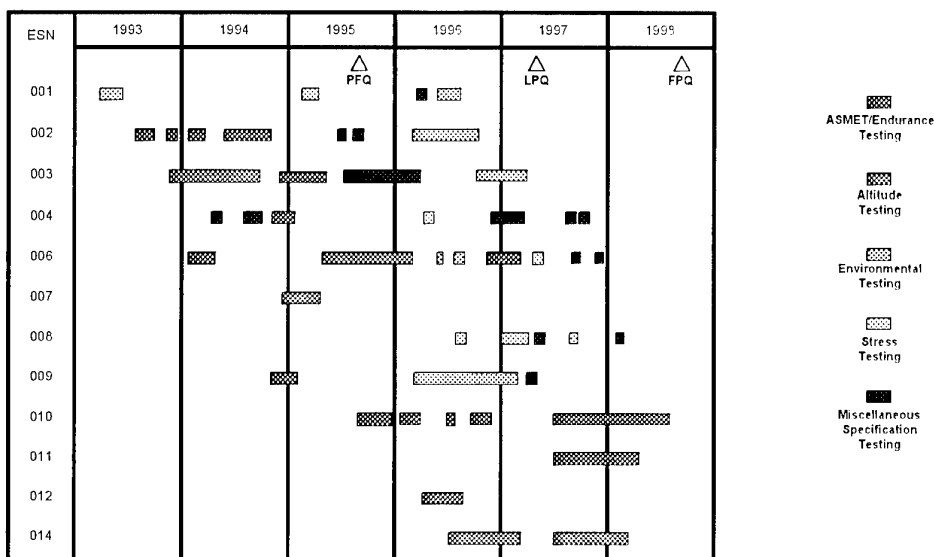 ESN 1993 1994 1995 1996 1997 1998
PFQ LPQ FPQ
001
002
003
004
006
007
008
009
010
011
012
014
ASMET/Endurance
Testing
Altitude
Testing
Environmental
Testing
Stress
Testing
Miscellaneous
Specification
Testing